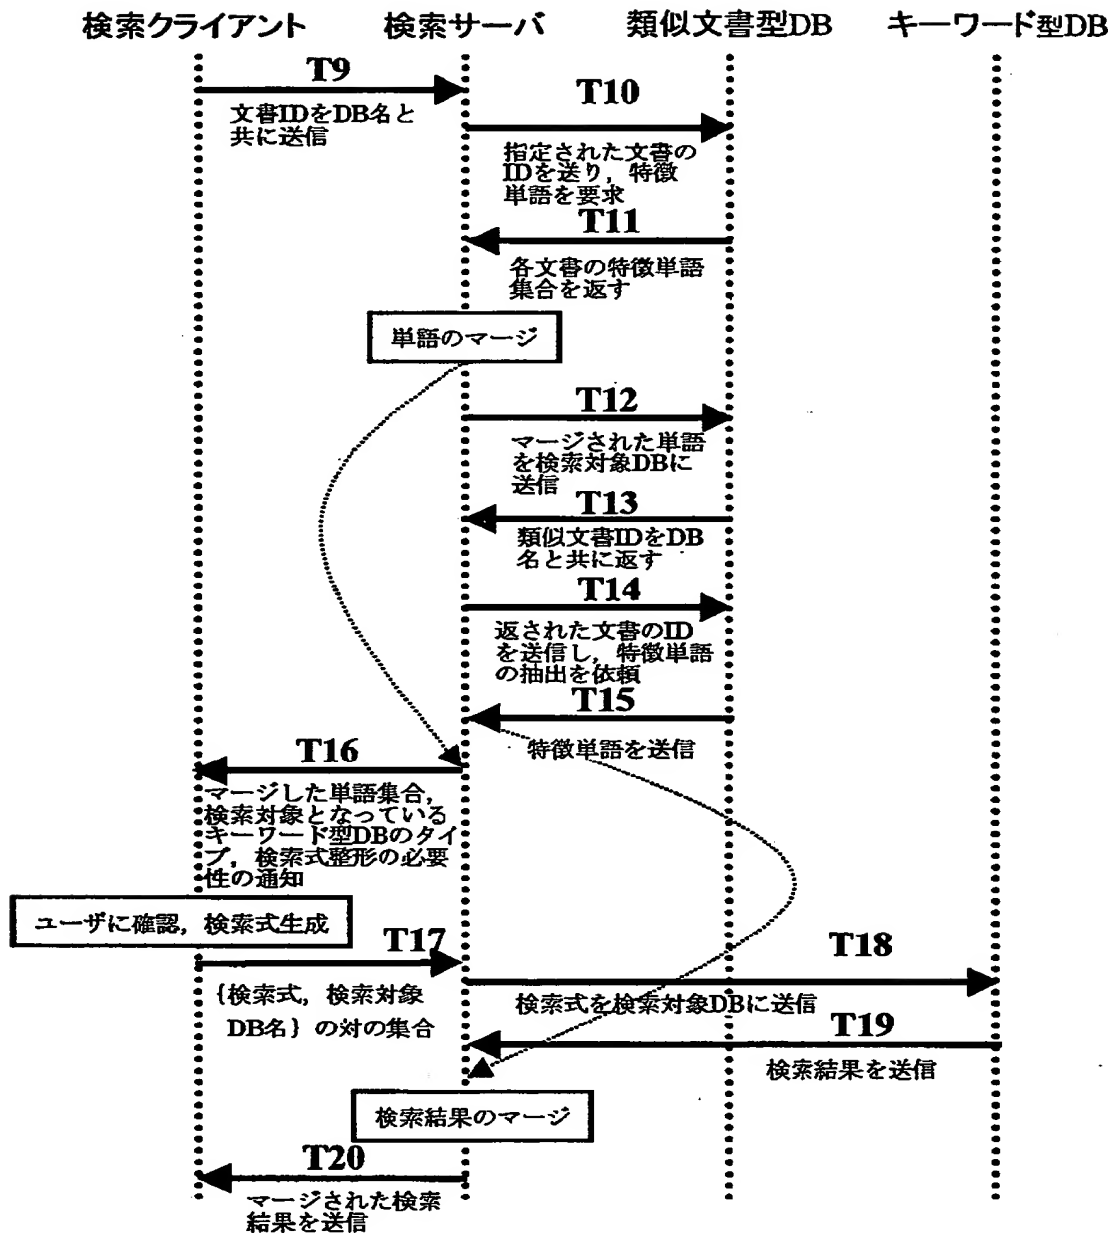 検索クライアント 検索サーバ 類似文書型DB キーワード型DB
T9
文書IDをDB名と
共に送信
T10
指定された文書の
IDを送り，特徴
単語を要求
T11
各文書の特徴単語
集合を返す
単語のマージ
T12
マージされた単語
を検索対象DBに
送信
T13
類似文書IDをDB
名と共に返す
T14
返された文書のID
を送信し，特徴単語
の抽出を依頼
T15
特徴単語を送信
T16
マージした単語集合，
検索対象となっている
キーワード型DBのタイ
プ，検索式整形の必要
性の通知
ユーザに確認，検索式生成
T17
{検索式，検索対象
DB名}の対の集合
T18
検索式を検索対象DBに送信
T19
検索結果を送信
検索結果のマージ
T20
マージされた検索
結果を送信